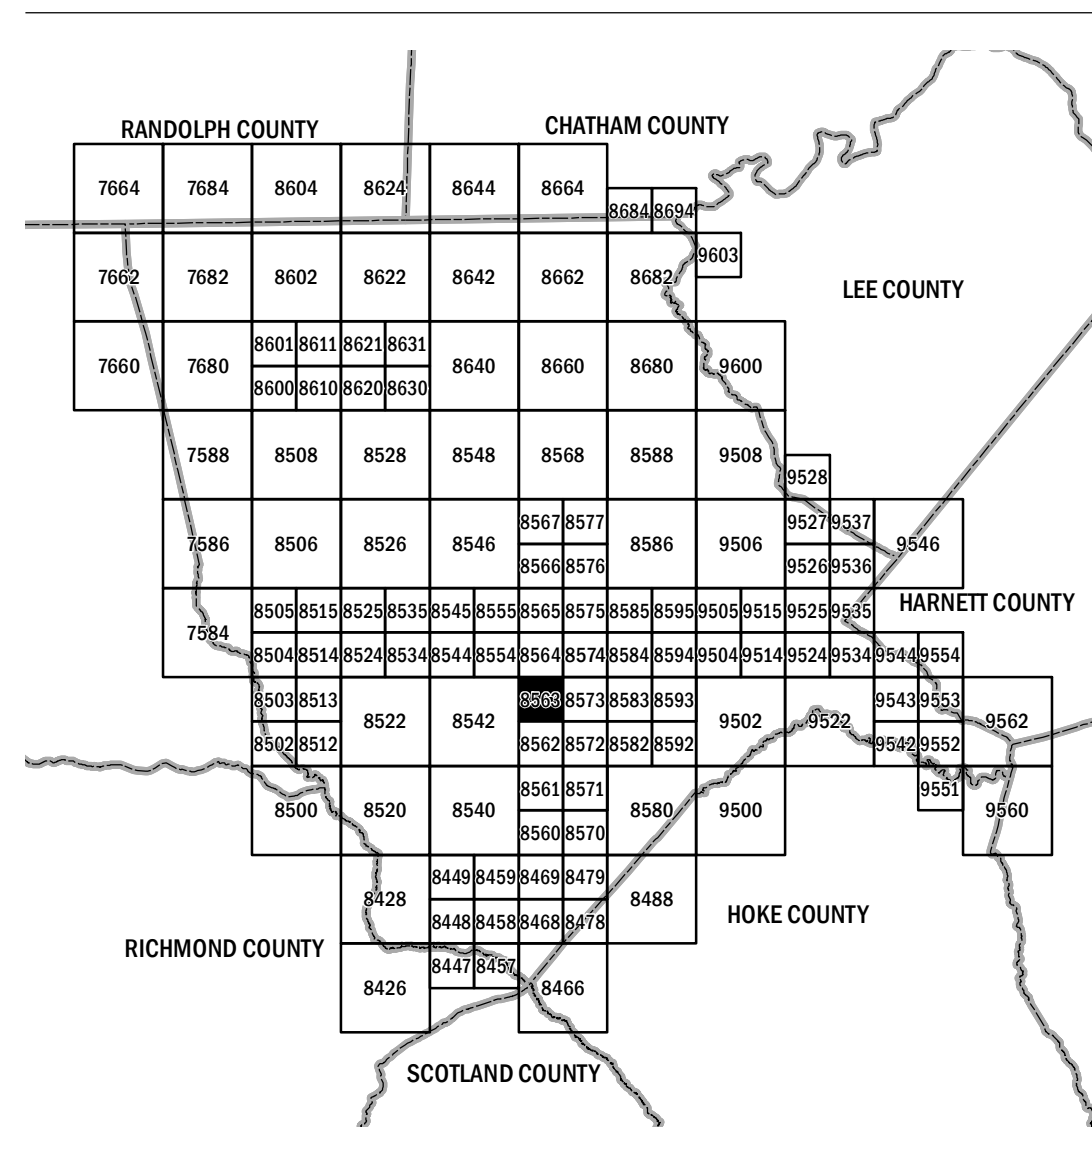 RANDOLPH COUNTY CHATHAM COUNTY
7664 7684 8604 8624 8644 8664
8684 8694
9603
7662 7682 8602 8622 8642 8662 8682
LEE COUNTY
8601 8611 8621 8631
7660 7680 8640 8660 8680 9600
8600 8610 8620 8630
7588 8508 8528 8548 8568 8588 9508
9528
8567 8577 9527 9537
7586 8506 8526 8546 8586 9506 9546
8566 8576 9526 9536
HARNETT COUNTY
8505 8515 8525 8535 8545 8555 8565 8575 8585 8595 9505 9515 9525 9535
7584
8504 8514 8524 8534 8544 8554 8564 8574 8584 8594 9504 9514 9524 9534 9544 9554
8503 8513 8563 8573 8583 8593 9543 9553
8522 8542 9502 9522 9562
8502 8512 8562 8572 8582 8592 9542 9552
8561 8571 9551
8500 8520 8540 8580 9500 9560
8560 8570
8449 8459 8469 8479
8428 8488
HOKE COUNTY
8448 8458 8468 8478
RICHMOND COUNTY
8447 8457
8426 8466
SCOTLAND COUNTY